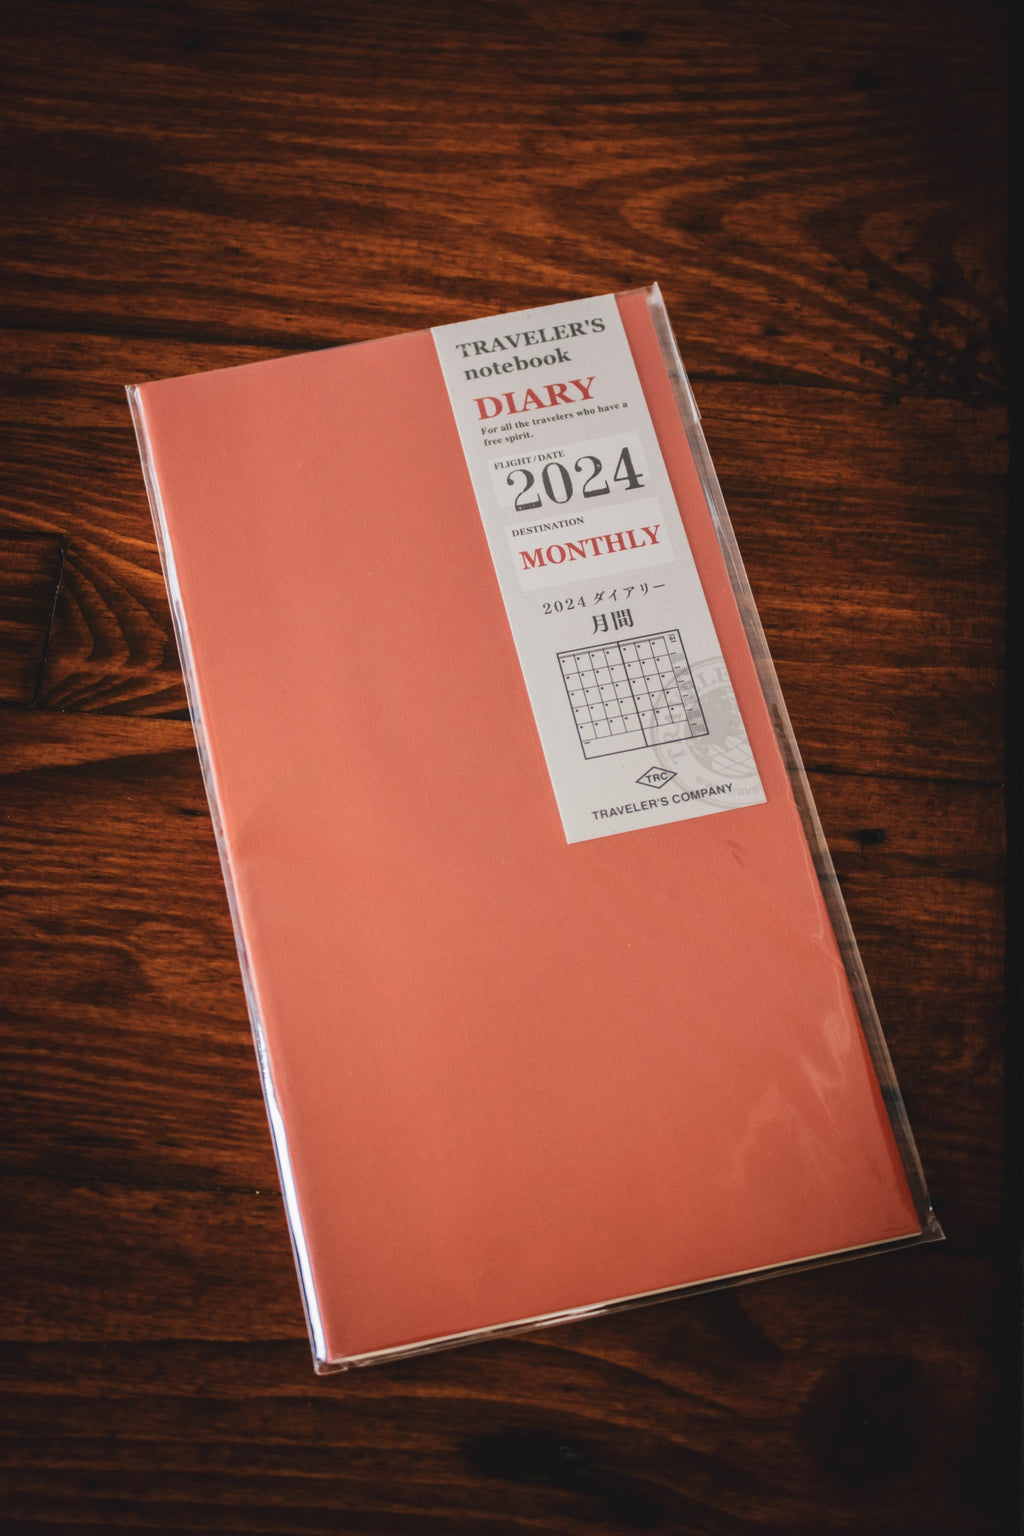 TRAVELER'S
notebook
DIARY
For all the travelers who have a
free spirit.
FLIGHT/DATE
2024
DESTINATION
MONTHLY
2024 ダイアリー
月間
TRC
TRAVELER'S COMPANY